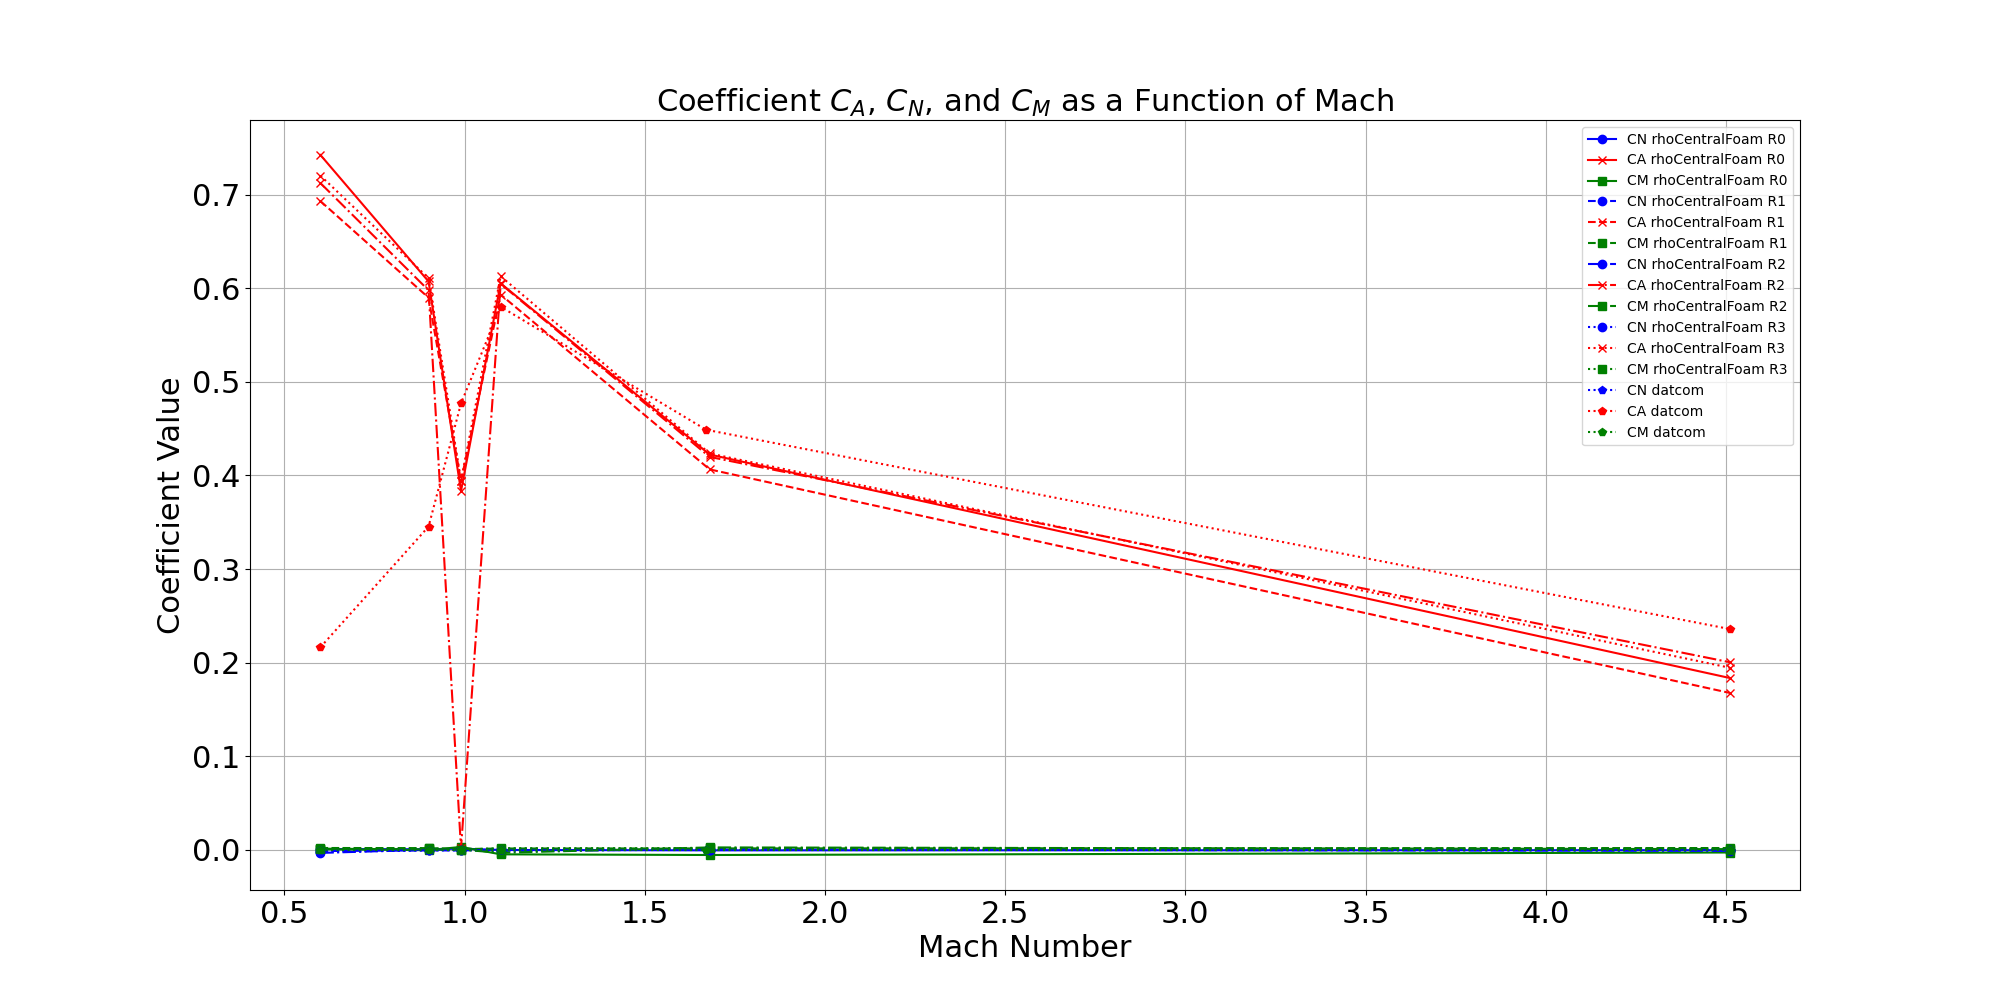 Coefficient C_A, C_N, and C_M as a Function of Mach
CN rhoCentralFoam R0
CA rhoCentralFoam R0
CM rhoCentralFoam R0
CN rhoCentralFoam R1
CA rhoCentralFoam R1
CM rhoCentralFoam R1
CN rhoCentralFoam R2
CA rhoCentralFoam R2
CM rhoCentralFoam R2
CN rhoCentralFoam R3
CA rhoCentralFoam R3
CM rhoCentralFoam R3
CN datcom
CA datcom
CM datcom
Coefficient Value
0.7
0.6
0.5
0.4
0.3
0.2
0.1
0.0
0.5 1.0 1.5 2.0 2.5 3.0 3.5 4.0 4.5
Mach Number